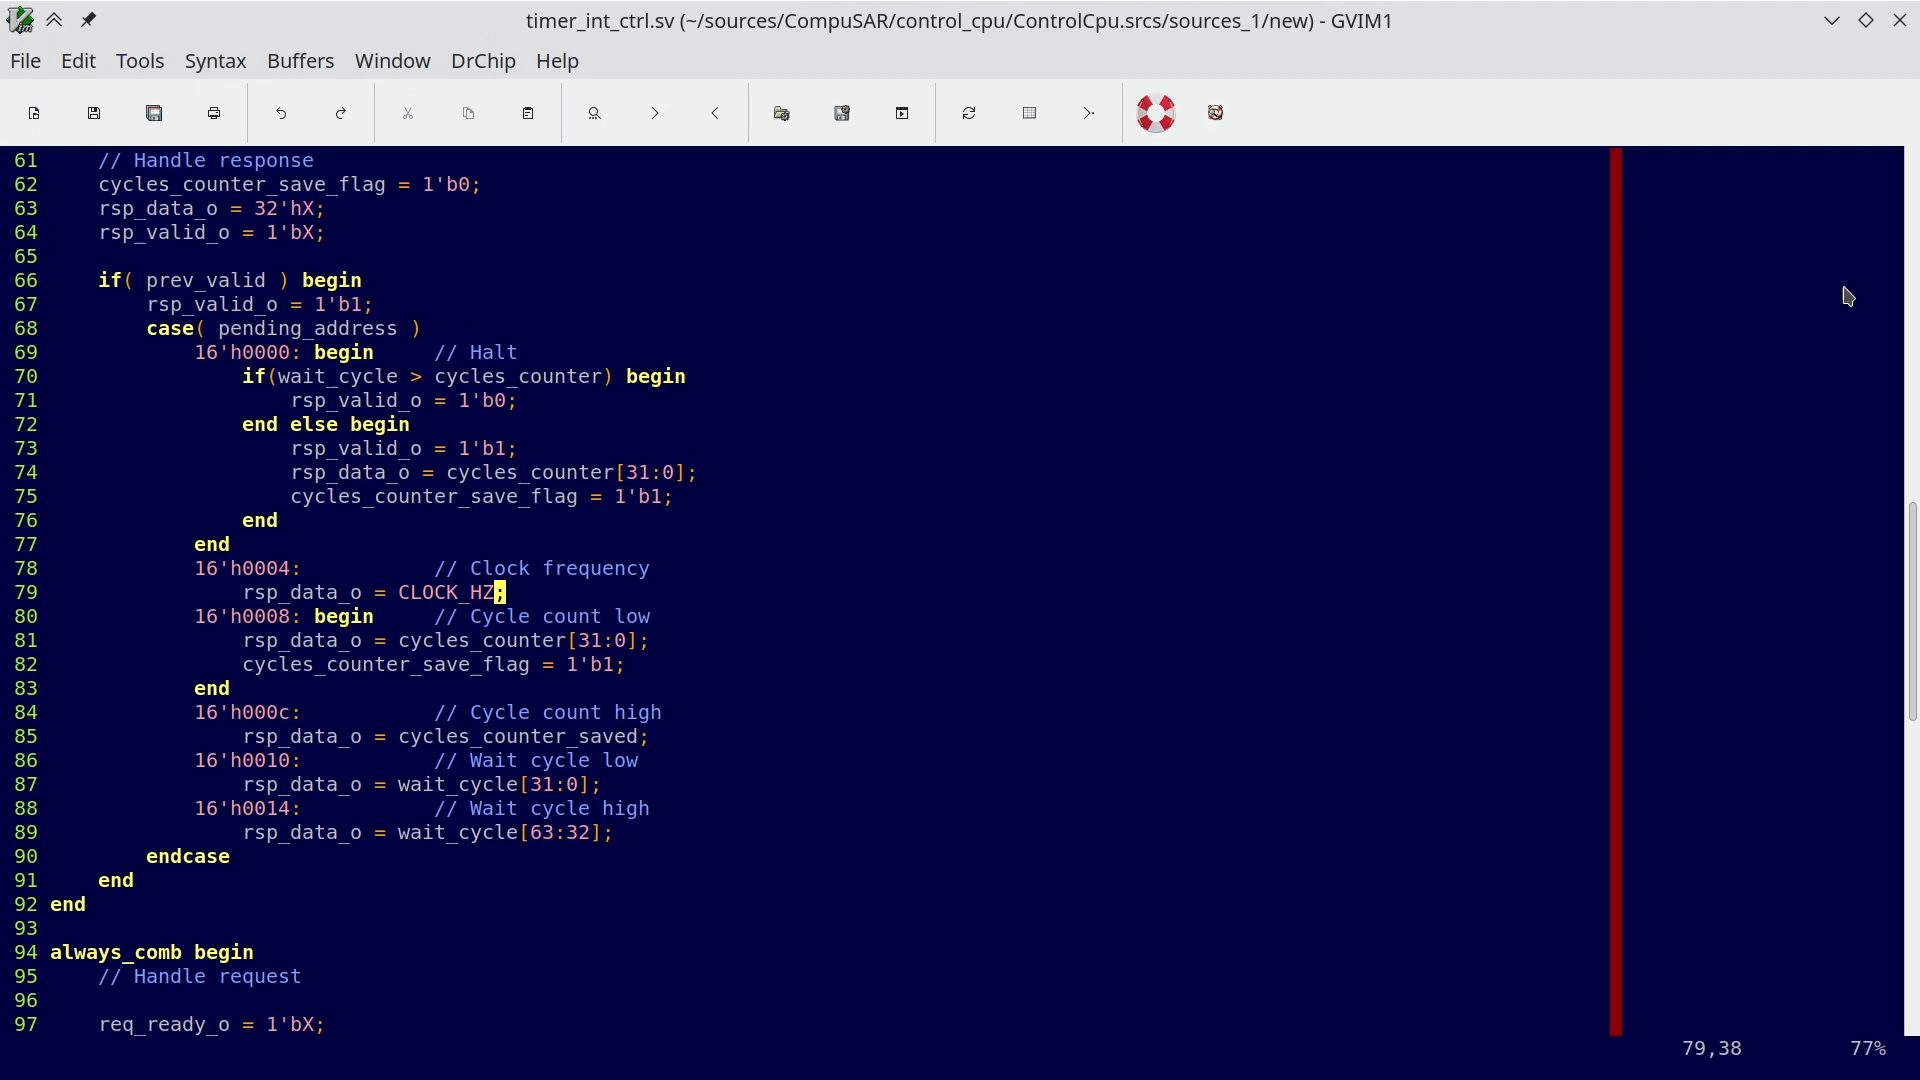 timer_int_ctrl.sv (~/sources/CompuSAR/control_cpu/ControlCpu.srcs/sources_1/new) - GVIM1
File Edit Tools Syntax Buffers Window DrChip Help
61     // Handle response
62     cycles_counter_save_flag = 1'b0;
63     rsp_data_o = 32'hX;
64     rsp_valid_o = 1'bX;
65
66     if( prev_valid ) begin
67         rsp_valid_o = 1'b1;
68         case( pending_address )
69             16'h0000: begin     // Halt
70                 if(wait_cycle > cycles_counter) begin
71                     rsp_valid_o = 1'b0;
72                 end else begin
73                     rsp_valid_o = 1'b1;
74                     rsp_data_o = cycles_counter[31:0];
75                     cycles_counter_save_flag = 1'b1;
76                 end
77             end
78             16'h0004:           // Clock frequency
79                 rsp_data_o = CLOCK_HZ;
80             16'h0008: begin     // Cycle count low
81                 rsp_data_o = cycles_counter[31:0];
82                 cycles_counter_save_flag = 1'b1;
83             end
84             16'h000c:           // Cycle count high
85                 rsp_data_o = cycles_counter_saved;
86             16'h0010:           // Wait cycle low
87                 rsp_data_o = wait_cycle[31:0];
88             16'h0014:           // Wait cycle high
89                 rsp_data_o = wait_cycle[63:32];
90         endcase
91     end
92 end
93
94 always_comb begin
95     // Handle request
96
97     req_ready_o = 1'bX;
79,38 77%